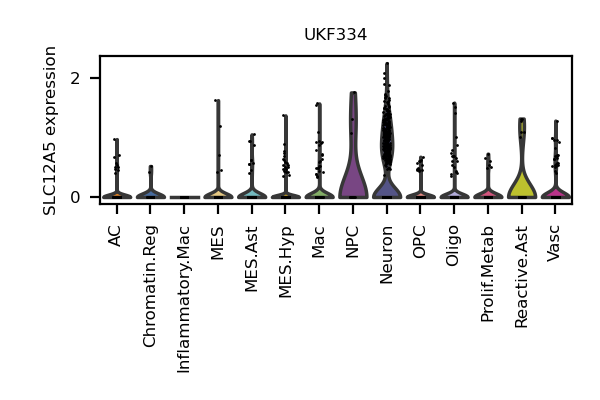 UKF334
SLC12A5 expression
2
0
AC
Chromatin.Reg
Inflammatory.Mac
MES
MES.Ast
MES.Hyp
Mac
NPC
Neuron
OPC
Oligo
Prolif.Metab
Reactive.Ast
Vasc